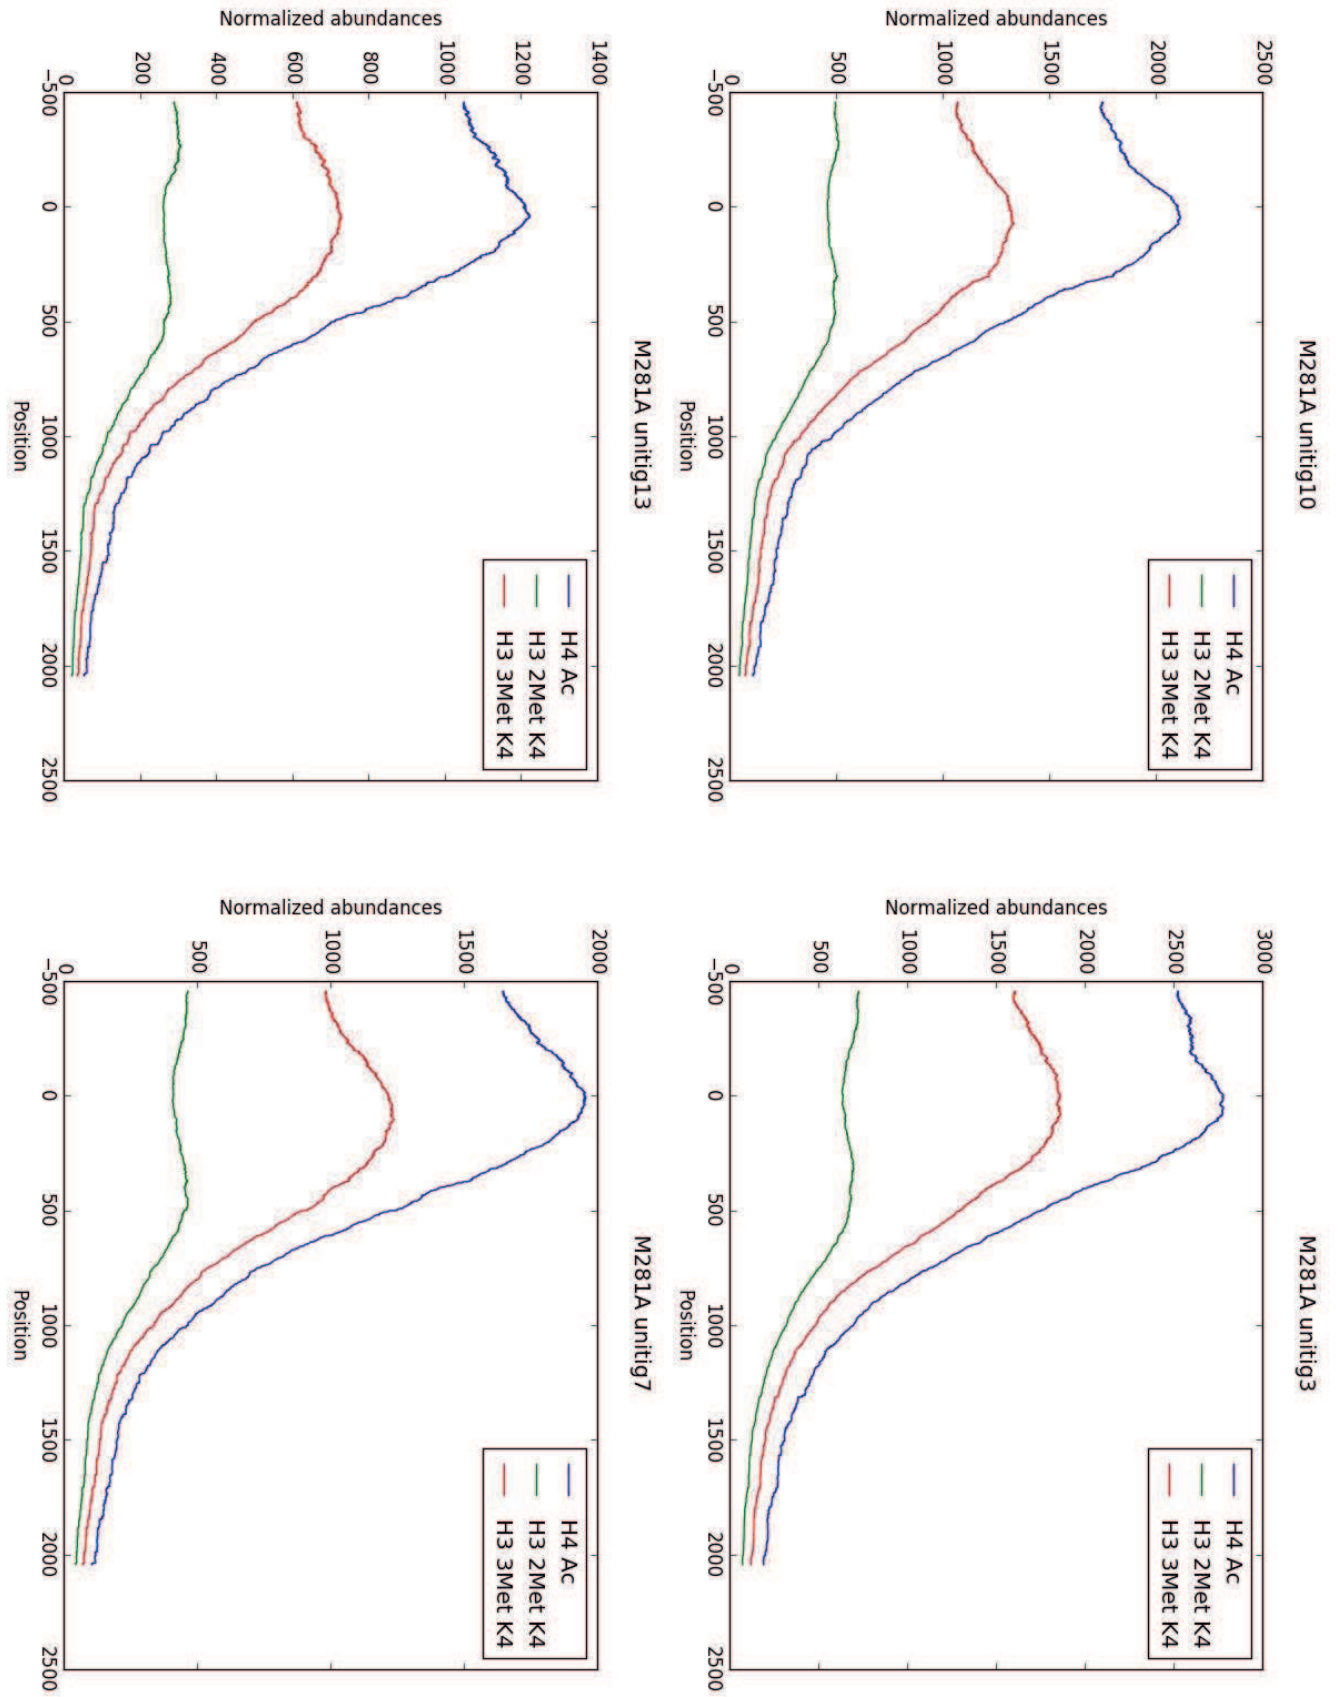 M281A unitig10
Normalized abundances
2500
2000
1500
1000
500
0
−500
0
500
1000
1500
2000
2500
Position
H4 Ac
H3 2Met K4
H3 3Met K4
M281A unitig3
Normalized abundances
3000
2500
2000
1500
1000
500
0
−500
0
500
1000
1500
2000
2500
Position
H4 Ac
H3 2Met K4
H3 3Met K4
M281A unitig13
Normalized abundances
1400
1200
1000
800
600
400
200
0
−500
0
500
1000
1500
2000
2500
Position
H4 Ac
H3 2Met K4
H3 3Met K4
M281A unitig7
Normalized abundances
2000
1500
1000
500
0
−500
0
500
1000
1500
2000
2500
Position
H4 Ac
H3 2Met K4
H3 3Met K4